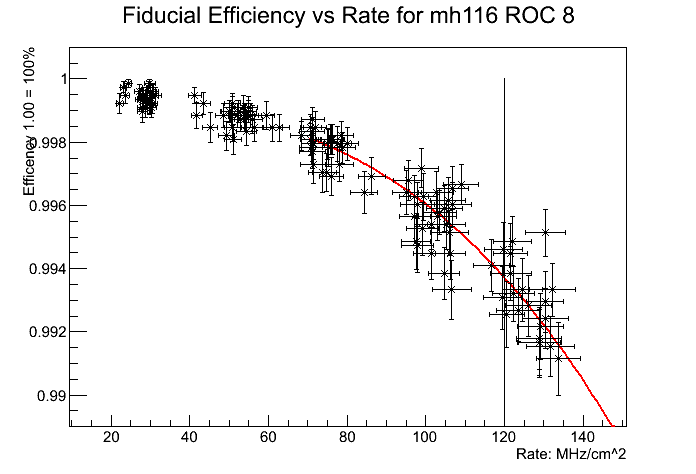 Fiducial Efficiency vs Rate for mh116 ROC 8
Efficency 1.00 = 100%
1
0.998
0.996
0.994
0.992
0.99
20 40 60 80 100 120 140
Rate: MHz/cm^2